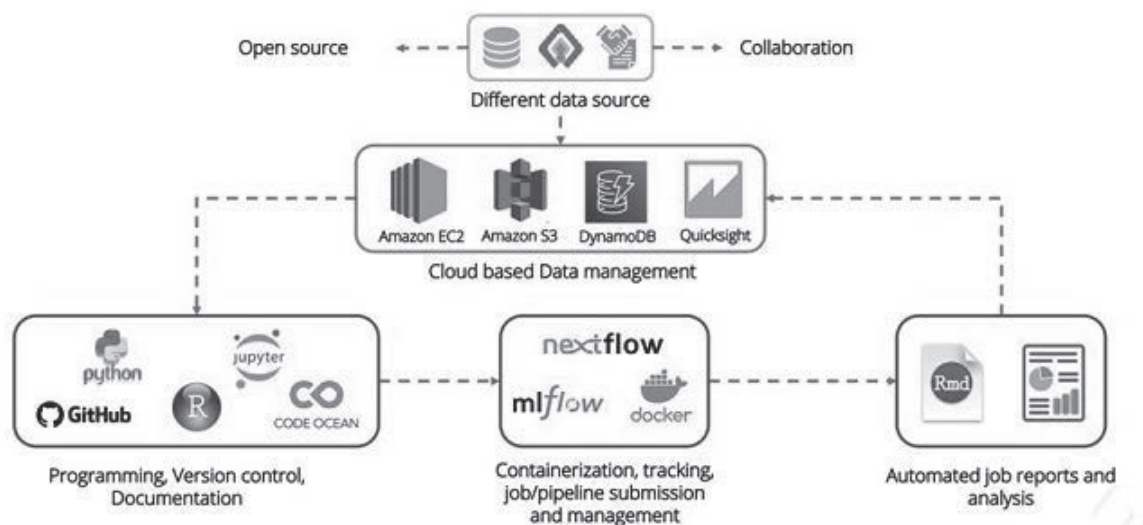 Open source
Collaboration
Different data source
Amazon EC2
Amazon S3
DynamoDB
Quicksight
Cloud based Data management
python
jupyter
GitHub
R
CODE OCEAN
Programming, Version control,
Documentation
nextflow
mlflow
docker
Containerization, tracking,
job/pipeline submission
and management
Rmd
Automated job reports and
analysis